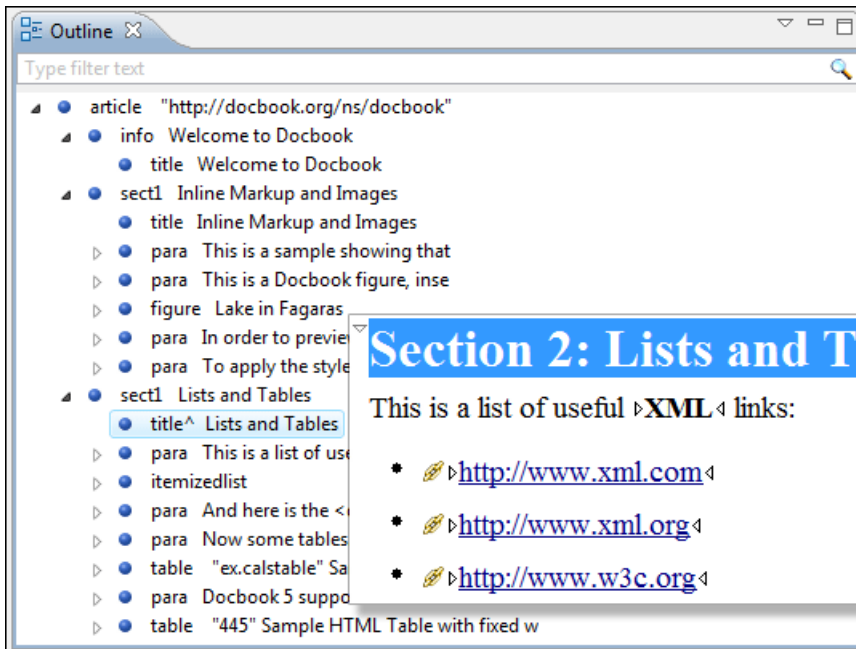 Outline
Type filter text
article "http://docbook.org/ns/docbook"
info Welcome to Docbook
title Welcome to Docbook
sect1 Inline Markup and Images
title Inline Markup and Images
para This is a sample showing that
para This is a Docbook figure, inse
figure Lake in Fagaras
para In order to preview
para To apply the style
sect1 Lists and Tables
title^ Lists and Tables
para This is a list of use
itemizedlist
para And here is the
para Now some tables
table "ex.calstable" Sa
para Docbook 5 suppo
table "445" Sample HTML Table with fixed w
Section 2: Lists and T
This is a list of useful XML links:
http://www.xml.com
http://www.xml.org
http://www.w3c.org